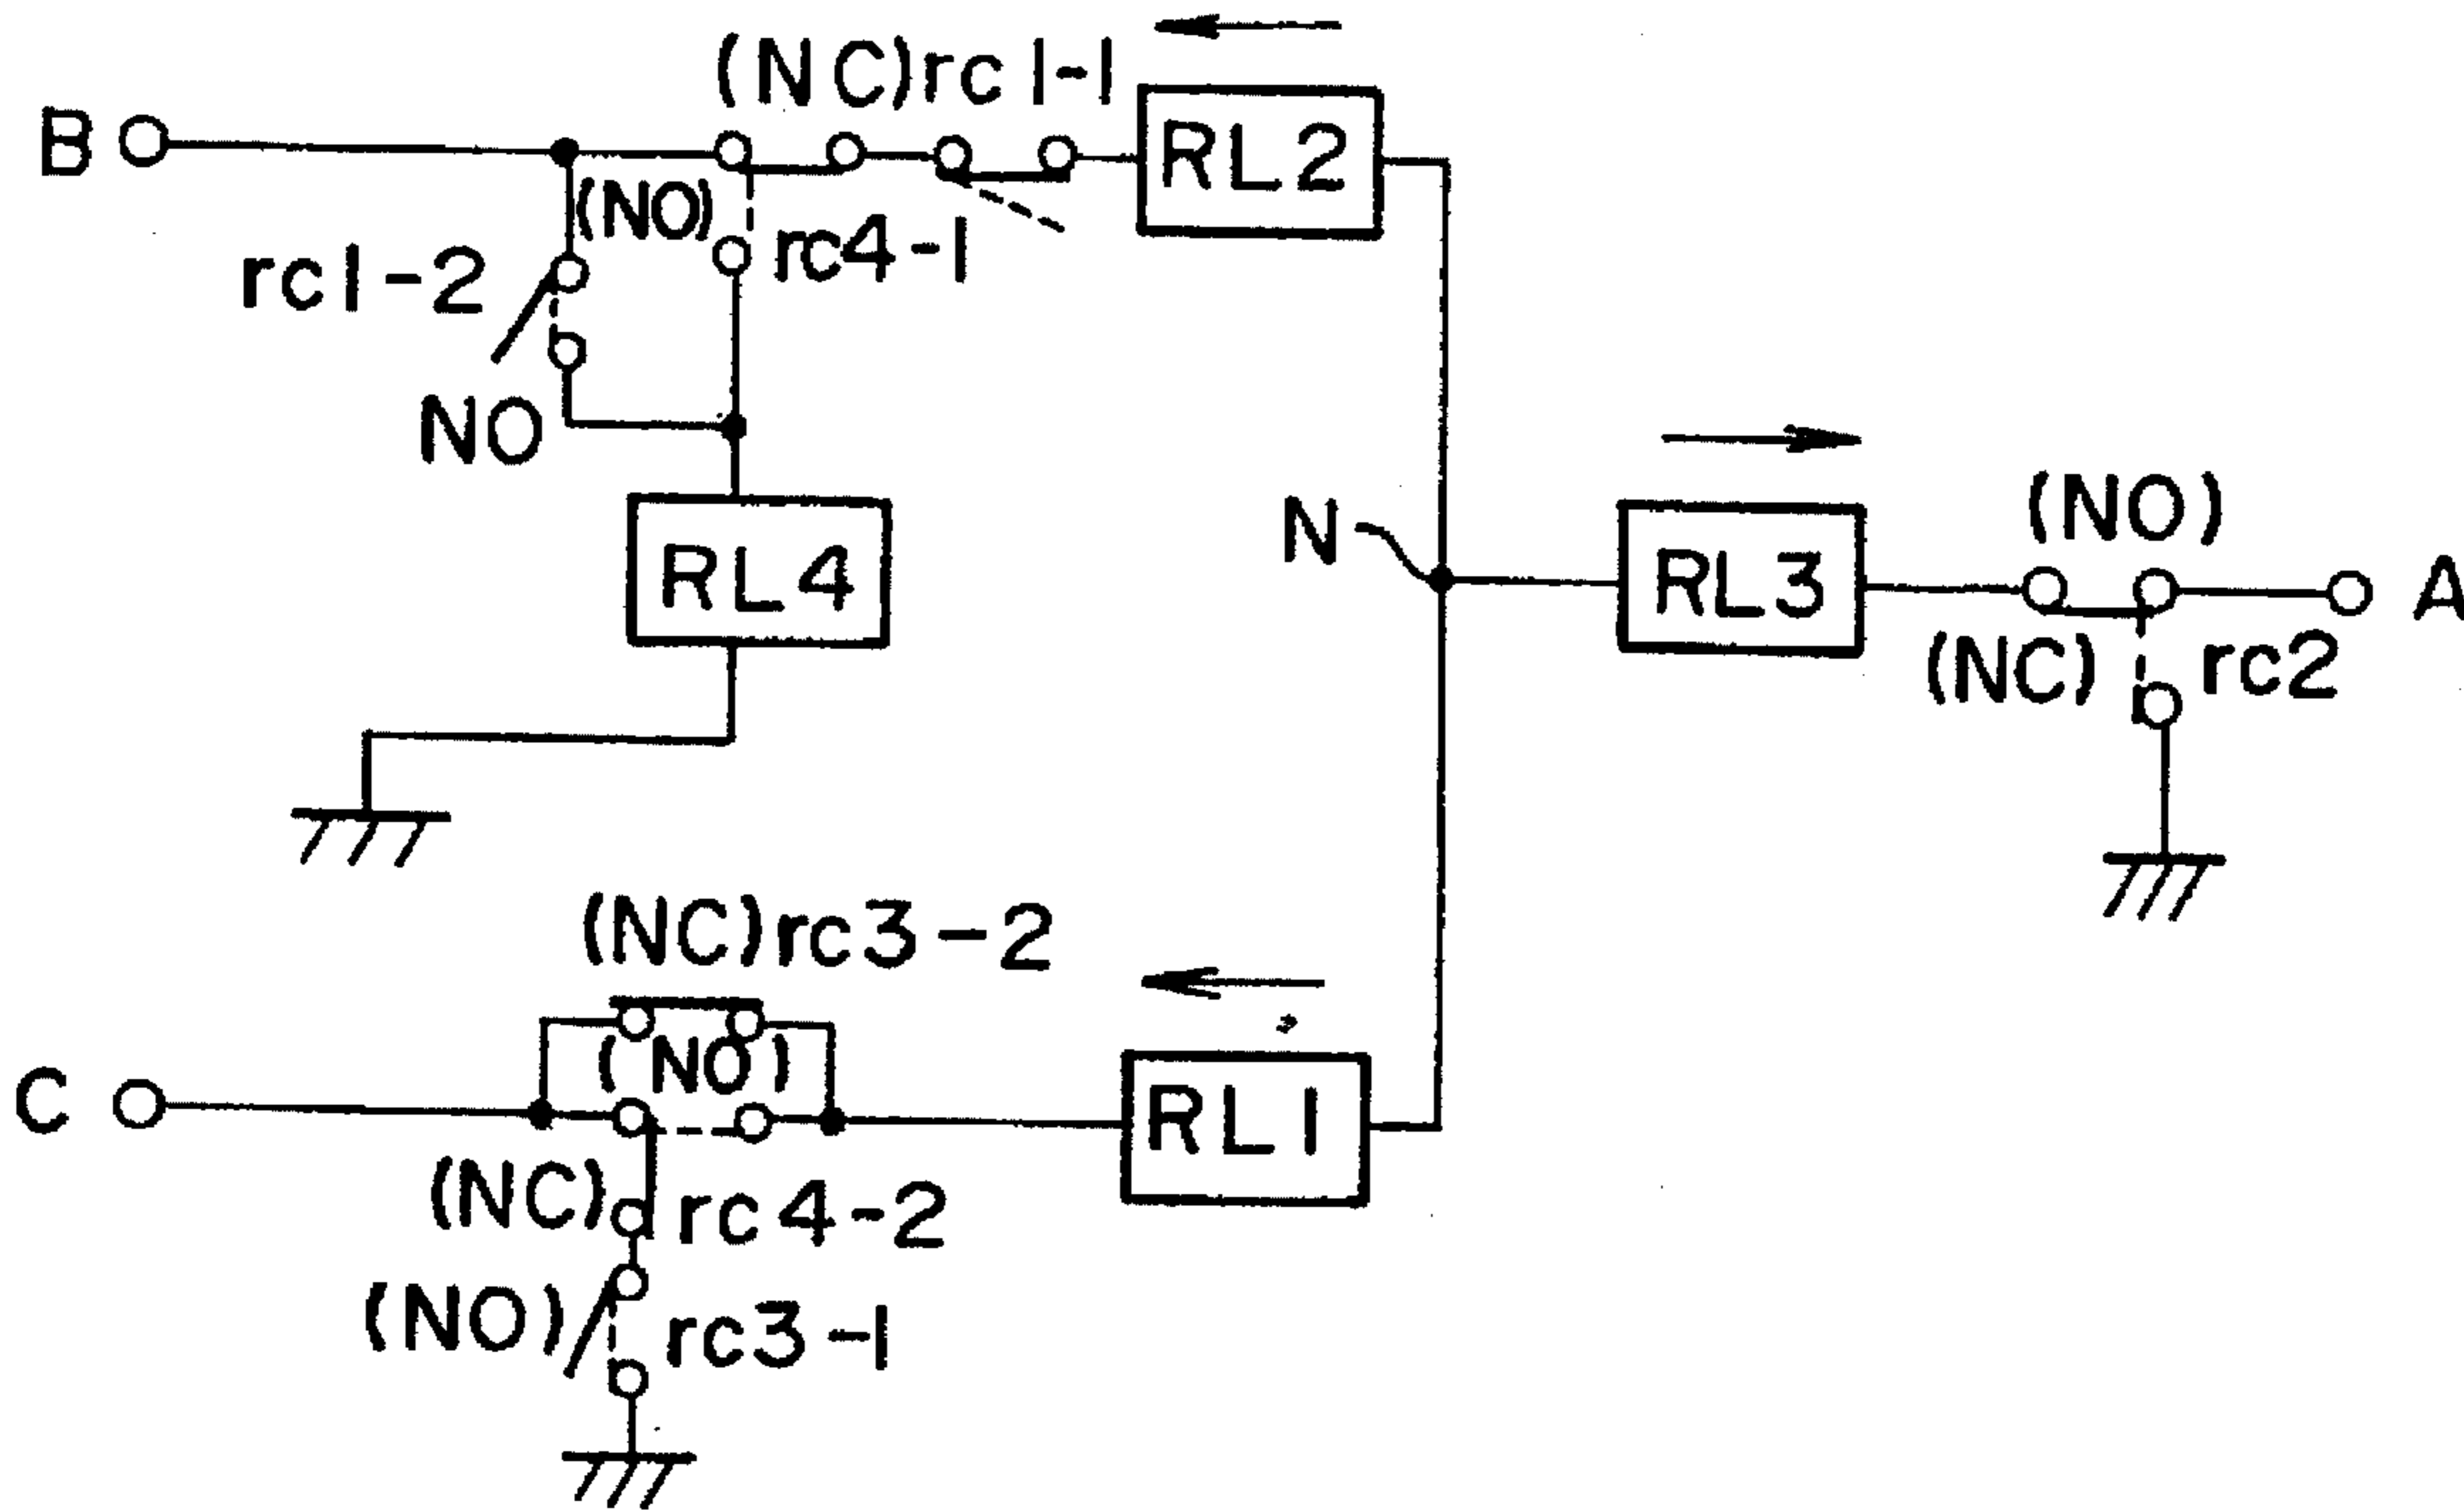 (NC)rc1-1
B
RL2
(NO)
rc4-1
rc1-2
NO
RL4
N
RL3
(NO)
A
(NC)
rc2
(NC)rc3-2
(NO)
C
RL1
(NC)
rc4-2
(NO)
rc3-1